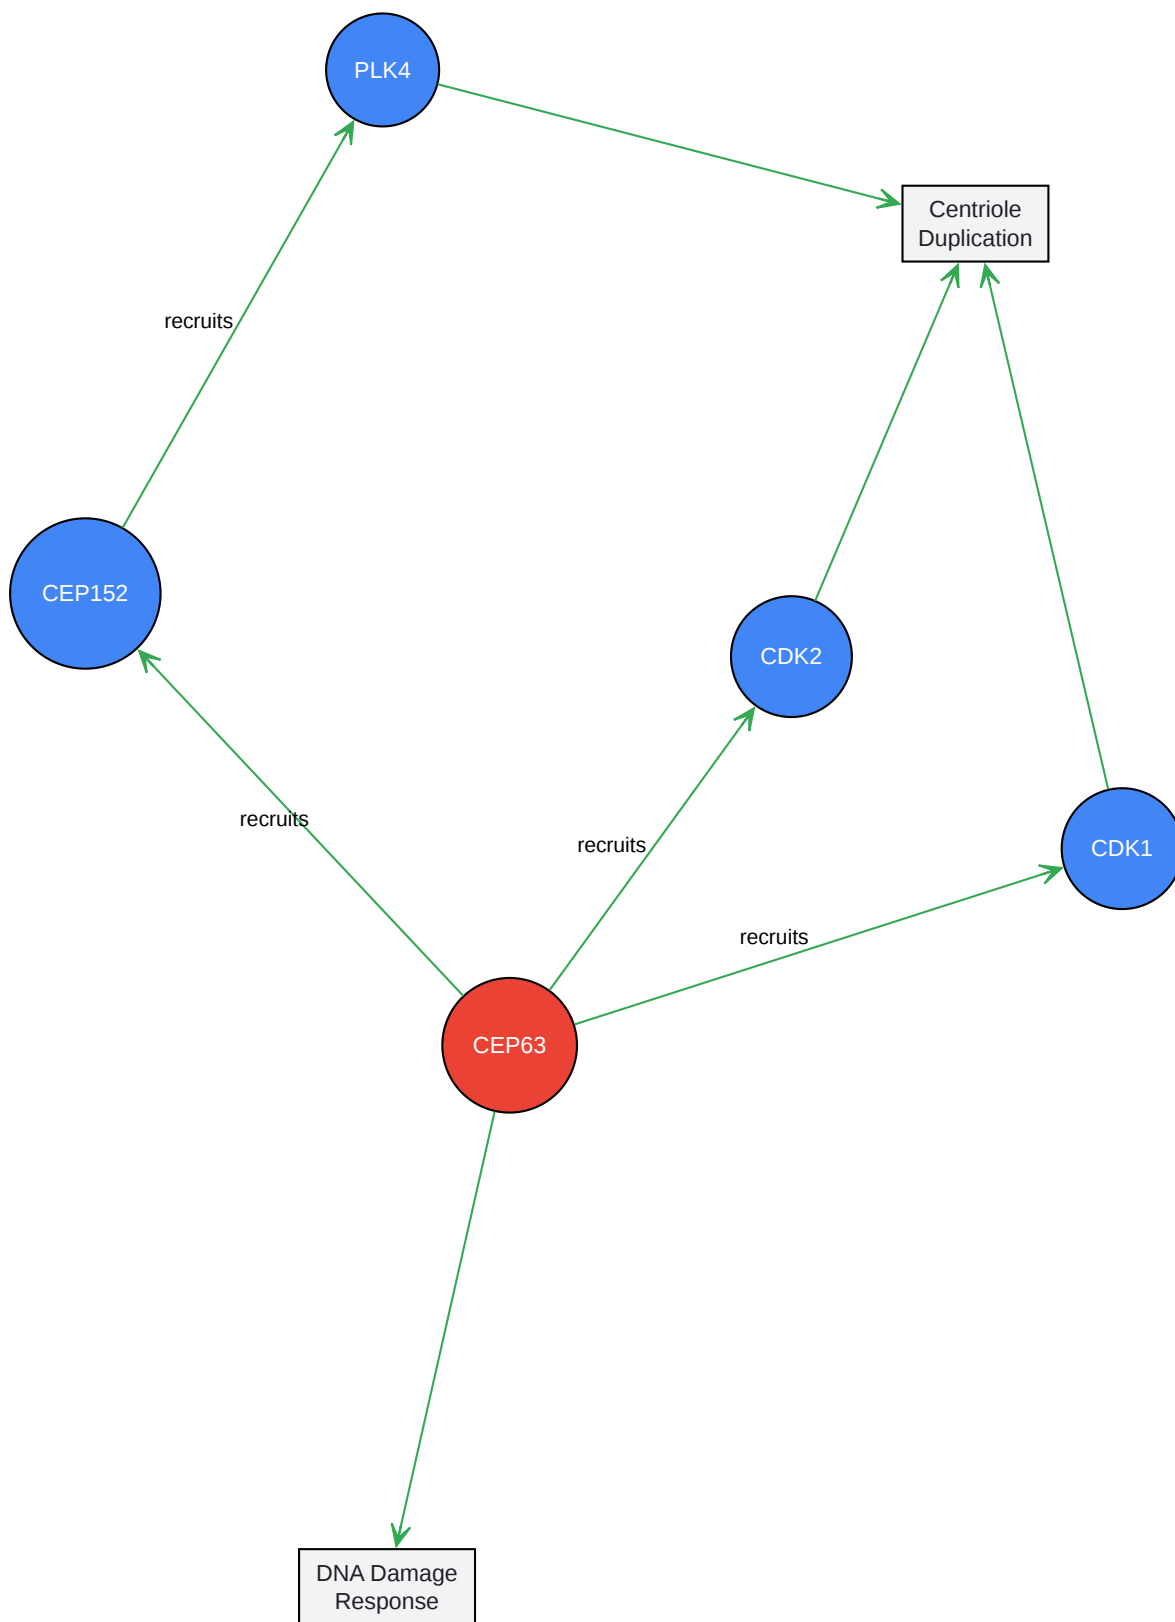 PLK4
Centriole
Duplication
recruits
CEP152
CDK2
recruits
recruits
CDK1
recruits
CEP63
DNA Damage
Response